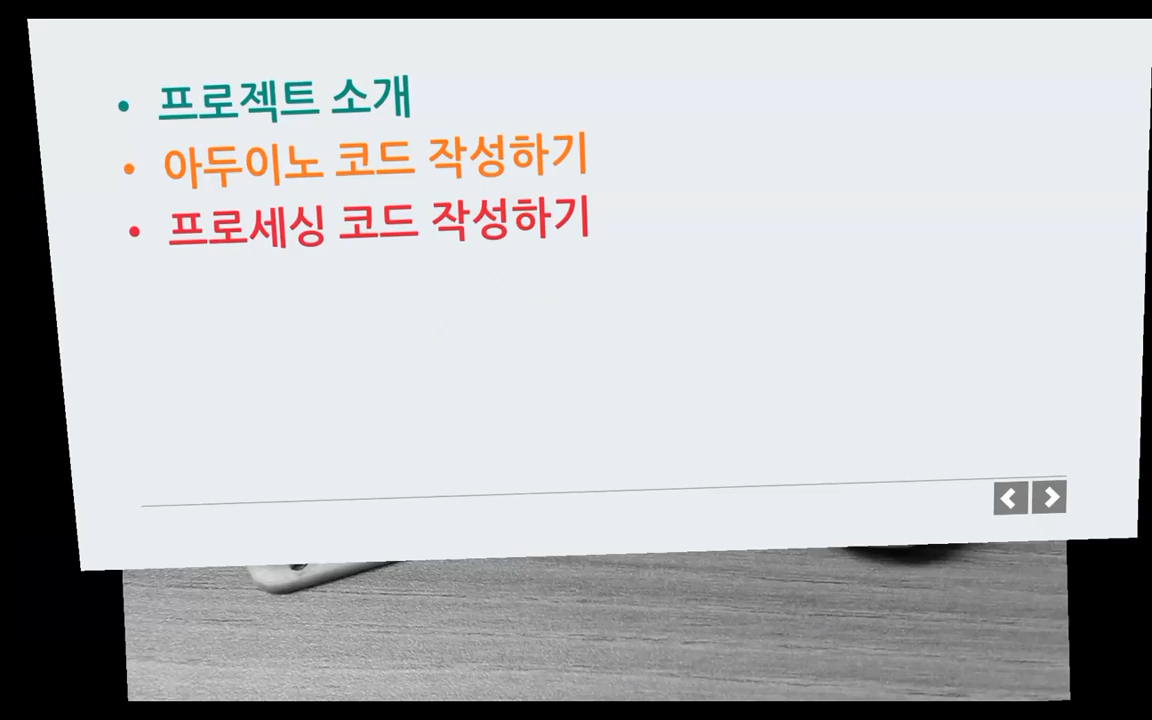 • 프로젝트 소개
• 아두이노 코드 작성하기
• 프로세싱 코드 작성하기